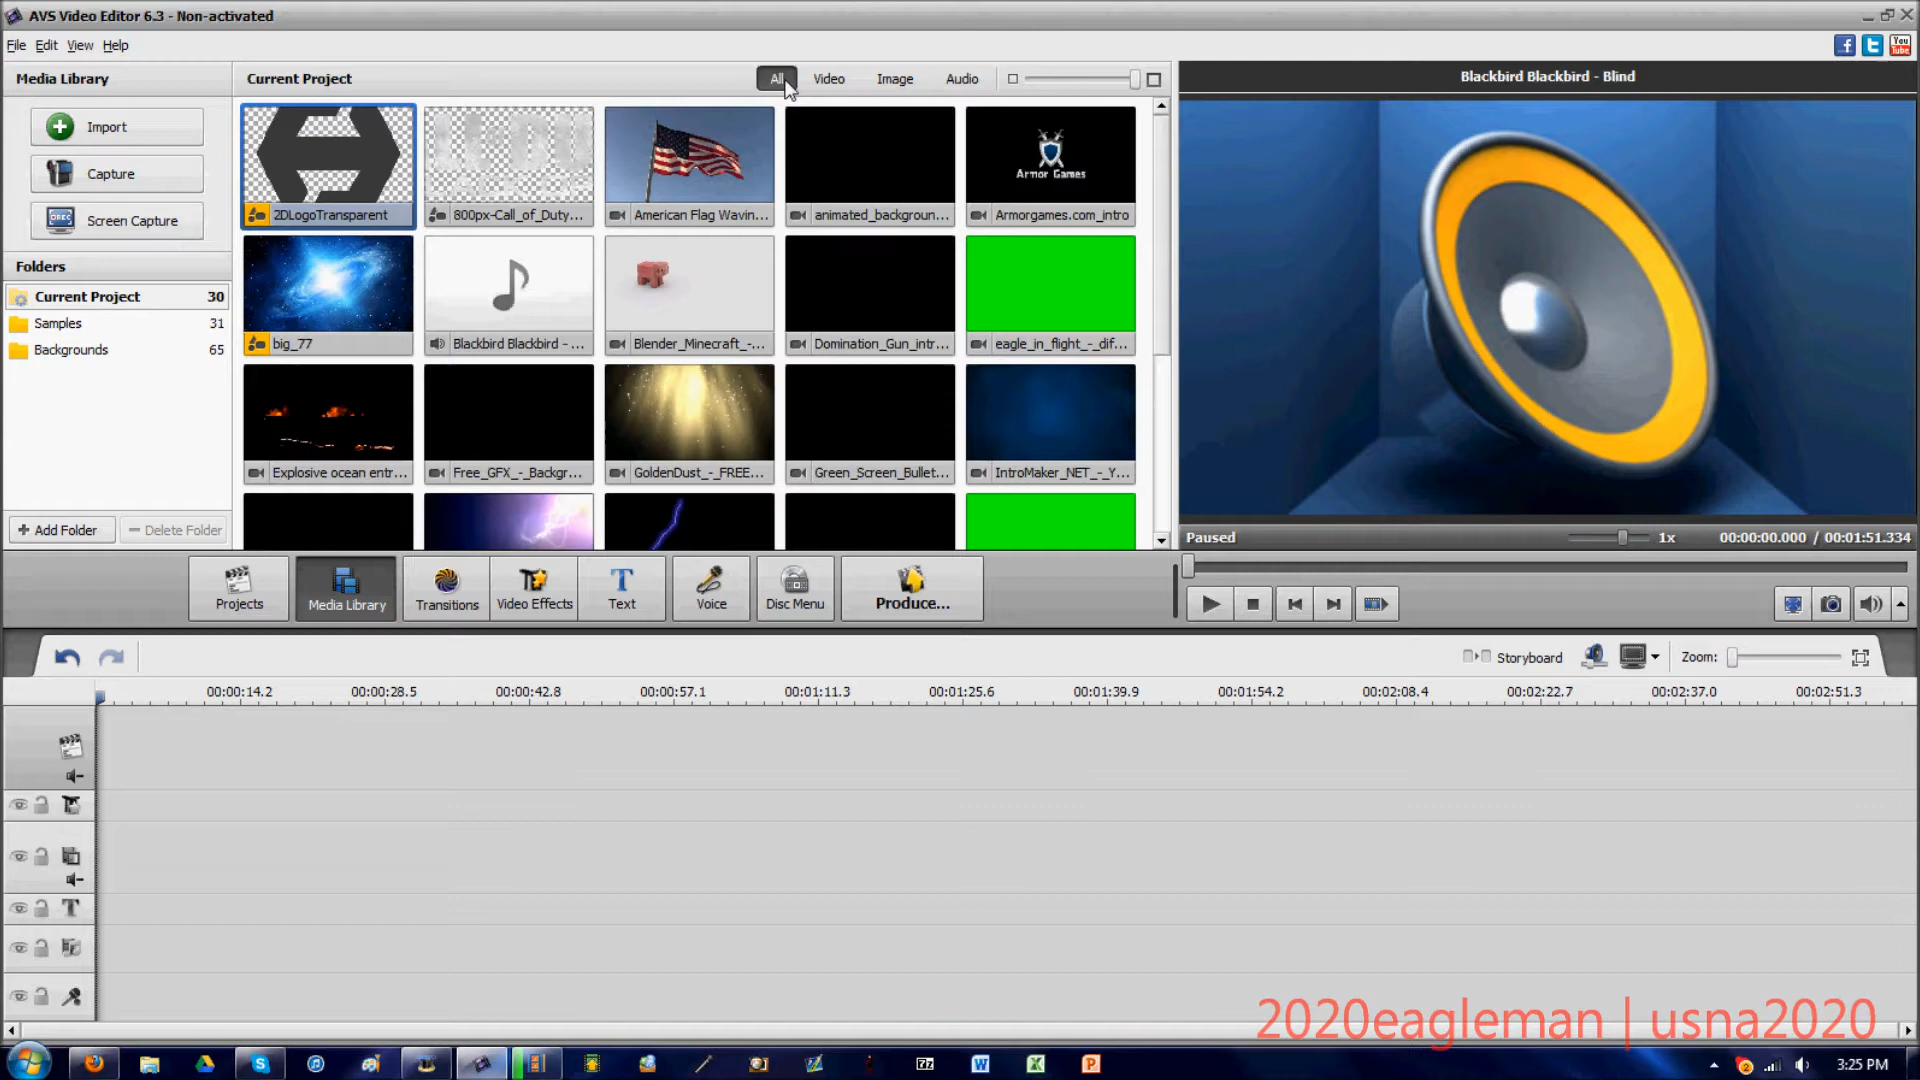 AVS Video Editor 6.3 - Non-activated
File Edit View Help
Media Library
Current Project
All Video Image Audio
Blackbird Blackbird - Blind
Import
Capture
Screen Capture
Folders
Current Project 30
Samples 31
Backgrounds 65
Add Folder
Delete Folder
2DLogoTransparent
800px-Call_of_Duty...
American Flag Wavin...
animated_backgroun...
Armor Games
Armorgames.com_intro
big_77
Blackbird Blackbird - ...
Blender_Minecraft_-...
Domination_Gun_intr...
eagle_in_flight_-_dif...
Explosive ocean entr...
Free_GFX_-_Backgr...
GoldenDust_-_FREE...
Green_Screen_Bullet...
IntroMaker_NET_-_Y...
Paused
1x
00:00:00.000 / 00:01:51.334
Projects
Media Library
Transitions
Video Effects
Text
Voice
Disc Menu
Produce...
Storyboard
Zoom:
00:00:14.2 00:00:28.5 00:00:42.8 00:00:57.1 00:01:11.3 00:01:25.6 00:01:39.9 00:01:54.2 00:02:08.4 00:02:22.7 00:02:37.0 00:02:51.3
2020eagleman | usna2020
3:25 PM